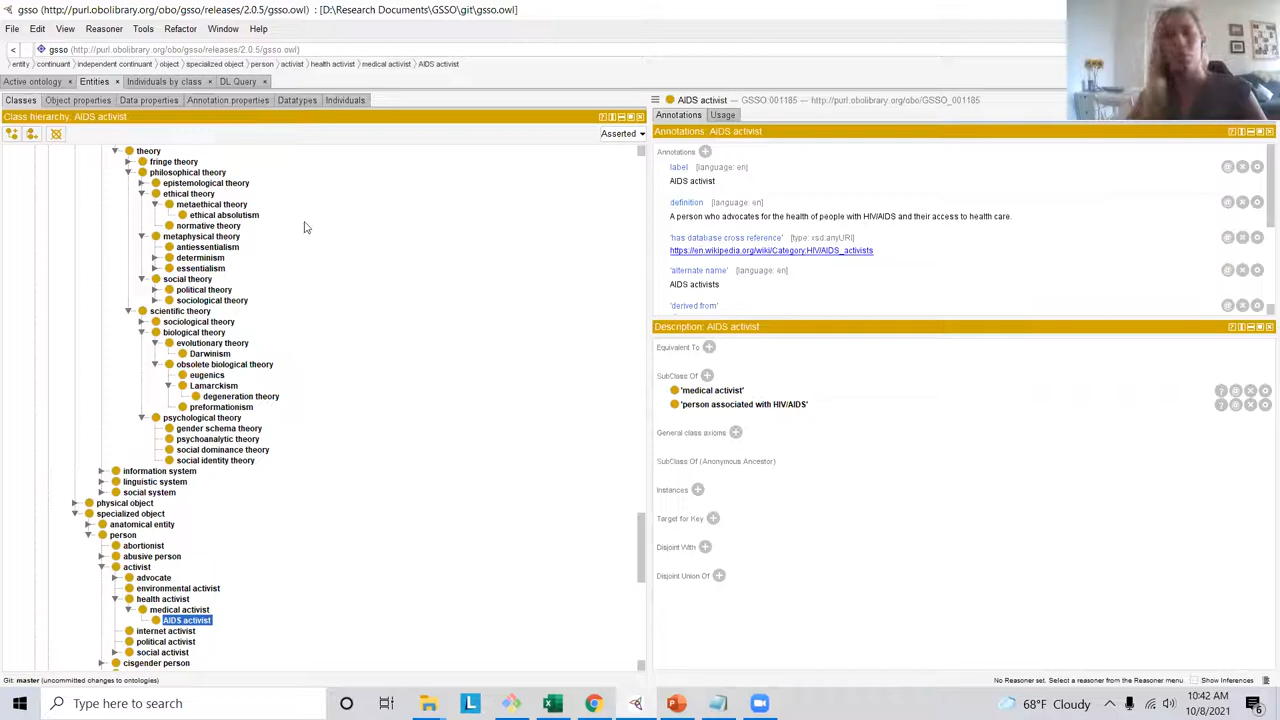 gsso (http://purl.obolibrary.org/obo/gsso/releases/2.0.5/gsso.owl) : [D:\Research Documents\GSSO\git\gsso.owl]
File Edit View Reasoner Tools Refactor Window Help
< gsso (http://purl.obolibrary.org/obo/gsso/releases/2.0.5/gsso.owl)
entity continuant independent continuant object specialized object person activist health activist medical activist AIDS activist
Active ontology × Entities × Individuals by class × DL Query ×
Classes Object properties Data properties Annotation properties Datatypes Individuals
Class hierarchy: AIDS activist
Asserted
theory
fringe theory
philosophical theory
epistemological theory
ethical theory
metaethical theory
ethical absolutism
normative theory
metaphysical theory
antiessentialism
determinism
essentialism
social theory
political theory
sociological theory
scientific theory
sociological theory
biological theory
evolutionary theory
Darwinism
obsolete biological theory
eugenics
Lamarckism
degeneration theory
preformationism
psychological theory
gender schema theory
psychoanalytic theory
social dominance theory
social identity theory
information system
linguistic system
social system
physical object
specialized object
anatomical entity
person
abortionist
abusive person
activist
advocate
environmental activist
health activist
medical activist
AIDS activist
internet activist
political activist
social activist
cisgender person
AIDS activist — GSSO 001185 — http://purl.obolibrary.org/obo/GSSO_001185
Annotations Usage
Annotations: AIDS activist
Annotations
label [language: en]
AIDS activist
definition [language: en]
A person who advocates for the health of people with HIV/AIDS and their access to health care.
'has database cross reference' [type: xsd:anyURI]
https://en.wikipedia.org/wiki/Category:HIV/AIDS_activists
'alternate name' [language: en]
AIDS activists
'derived from'
Description: AIDS activist
Equivalent To
SubClass Of
'medical activist'
'person associated with HIV/AIDS'
General class axioms
SubClass Of (Anonymous Ancestor)
Instances
Target for Key
Disjoint With
Disjoint Union Of
Git: master (uncommitted changes to ontologies)
No Reasoner set. Select a reasoner from the Reasoner menu Show Inferences
Type here to search
68°F Cloudy
10:42 AM
10/8/2021
6